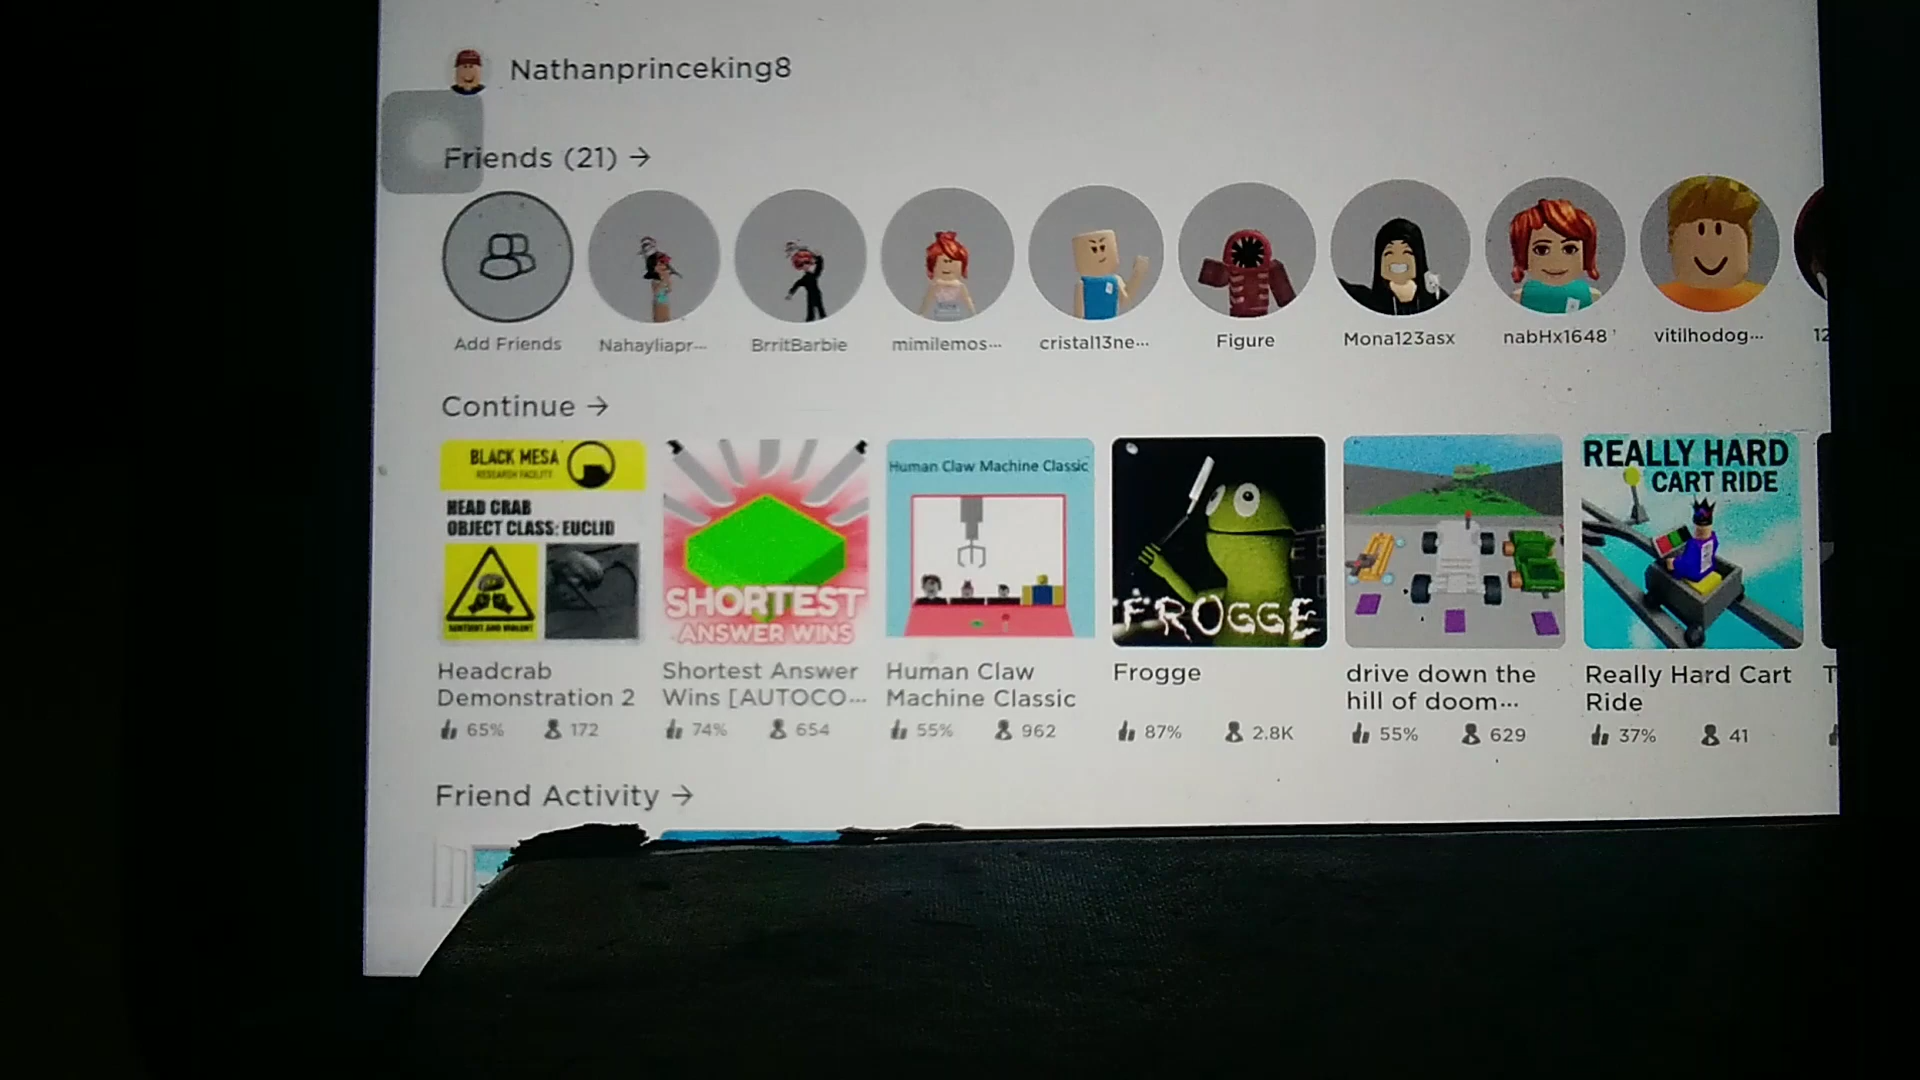 Nathanprinceking8
Friends (21) →
Add Friends
Nahayliapr...
BrritBarbie
mimilemos...
cristal13ne...
Figure
Mona123asx
nabHx1648
vitilhodog...
12
Continue →
BLACK MESA
RESEARCH FACILITY
HEAD CRAB
OBJECT CLASS: EUCLID
SHORTEST
ANSWER WINS
Human Claw Machine Classic
FROGGE
REALLY HARD
CART RIDE
Headcrab
Demonstration 2
65% 172
Shortest Answer
Wins [AUTOCO...
74% 654
Human Claw
Machine Classic
55% 962
Frogge
87% 2.8K
drive down the
hill of doom...
55% 629
Really Hard Cart
Ride
37% 41
T
Friend Activity →